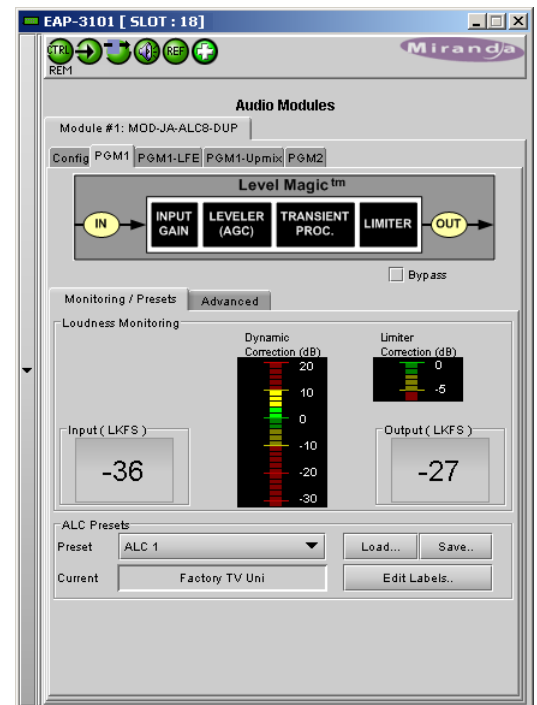 EAP-3101 [ SLOT : 18]
CTRL REF
REM
Miranda
Audio Modules
Module #1: MOD-JA-ALC8-DUP
Config PGM1 PGM1-LFE PGM1-Upmix PGM2
Level Magic tm
IN INPUT GAIN LEVELER (AGC) TRANSIENT PROC. LIMITER OUT
Bypass
Monitoring / Presets Advanced
Loudness Monitoring
Dynamic Correction (dB)
20
10
0
-10
-20
-30
Limiter Correction (dB)
0
-5
Input ( LKFS )
-36
Output ( LKFS )
-27
ALC Presets
Preset ALC 1 Load... Save..
Current Factory TV Uni Edit Labels..